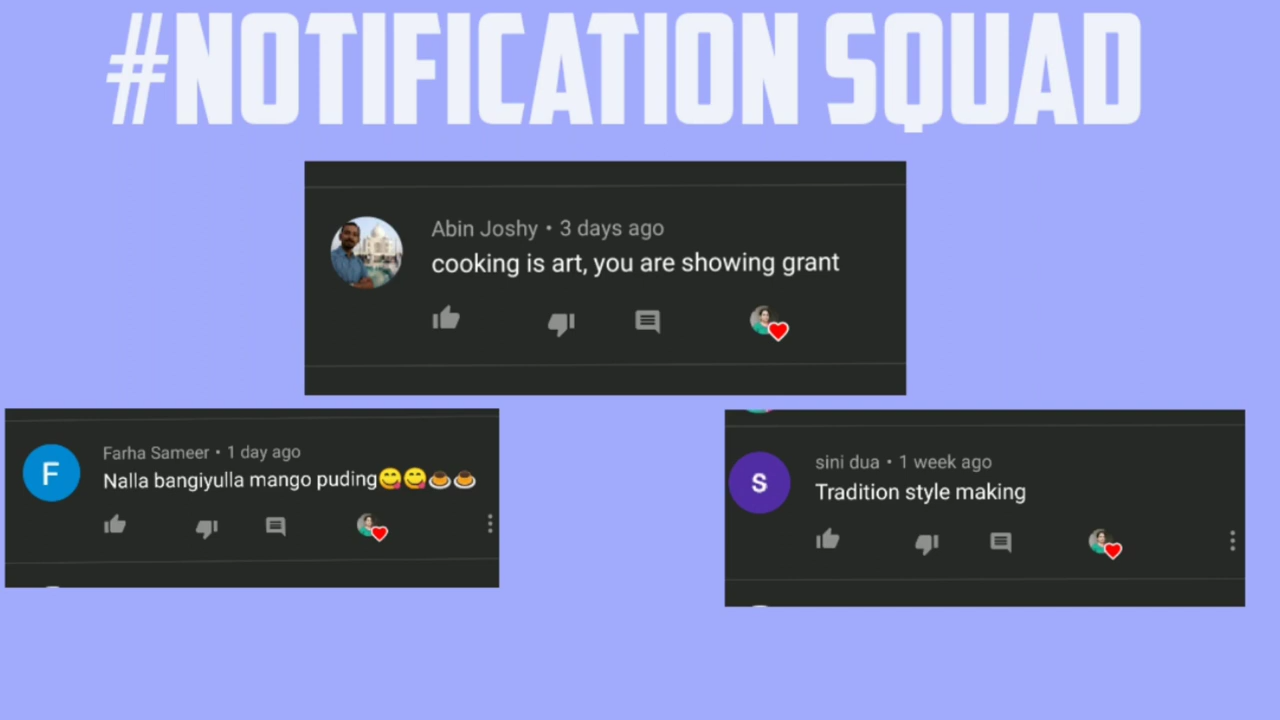 #NOTIFICATION SQUAD
Abin Joshy • 3 days ago
cooking is art, you are showing grant
F
Farha Sameer • 1 day ago
Nalla bangiyulla mango puding😋😋🍮🍮
S
sini dua • 1 week ago
Tradition style making